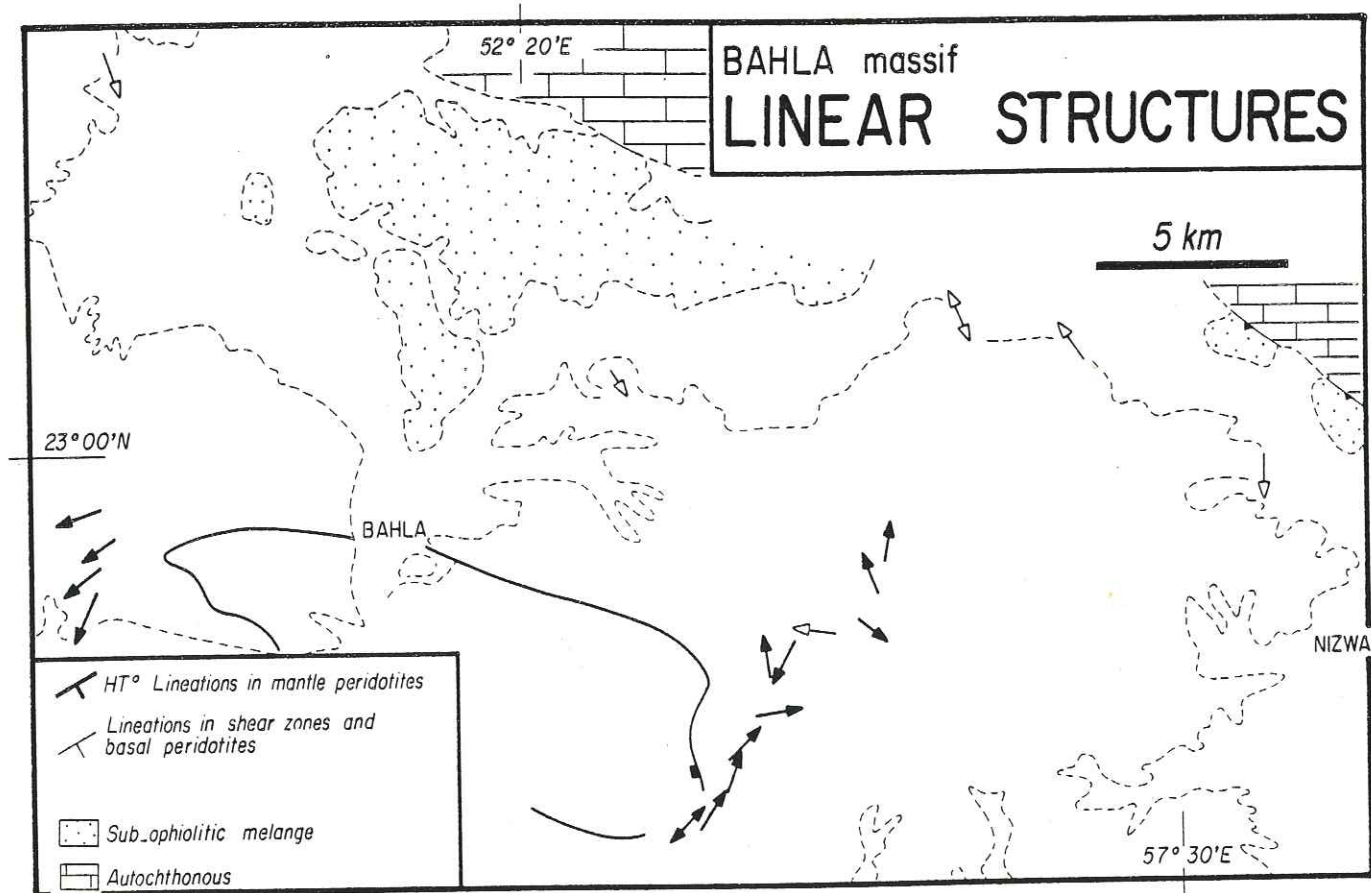 52° 20'E
BAHLA massif
LINEAR STRUCTURES
5 km
23°00'N
BAHLA
NIZWA
HT° Lineations in mantle peridotites
Lineations in shear zones and
basal peridotites
Sub_ophiolitic melange
Autochthonous
57° 30'E